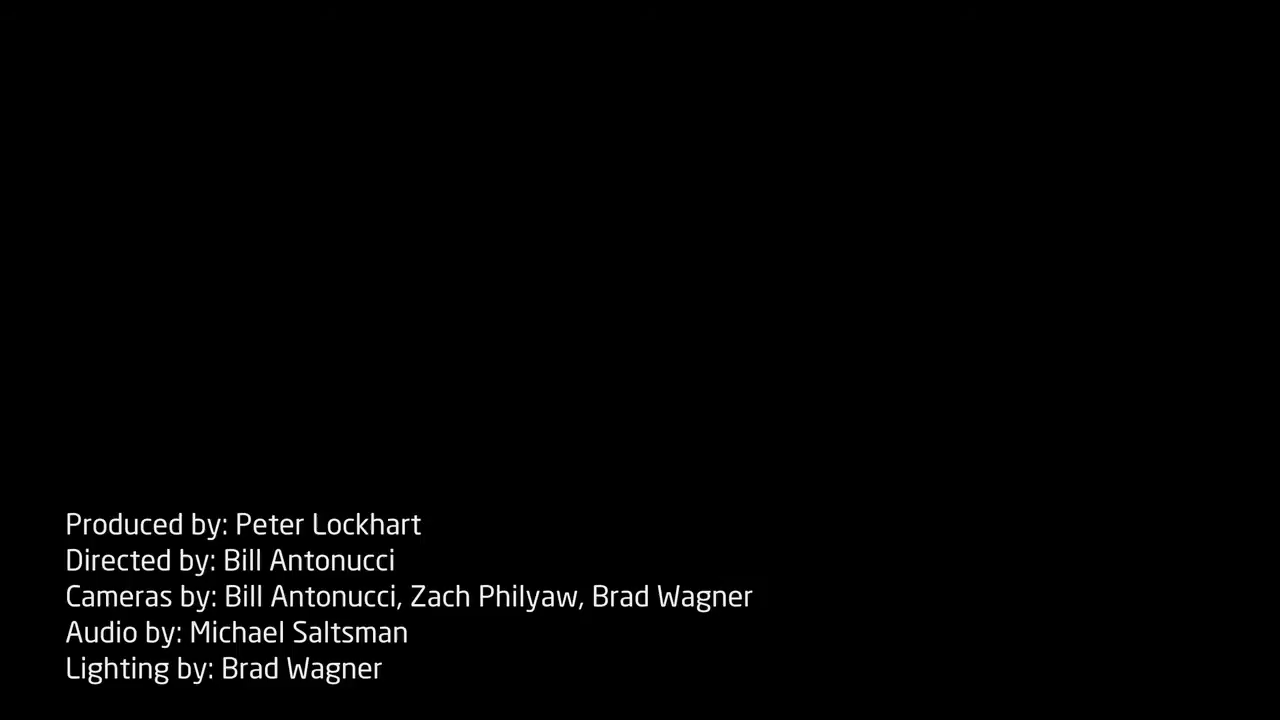 Produced by: Peter Lockhart
Directed by: Bill Antonucci
Cameras by: Bill Antonucci, Zach Philyaw, Brad Wagner
Audio by: Michael Saltsman
Lighting by: Brad Wagner